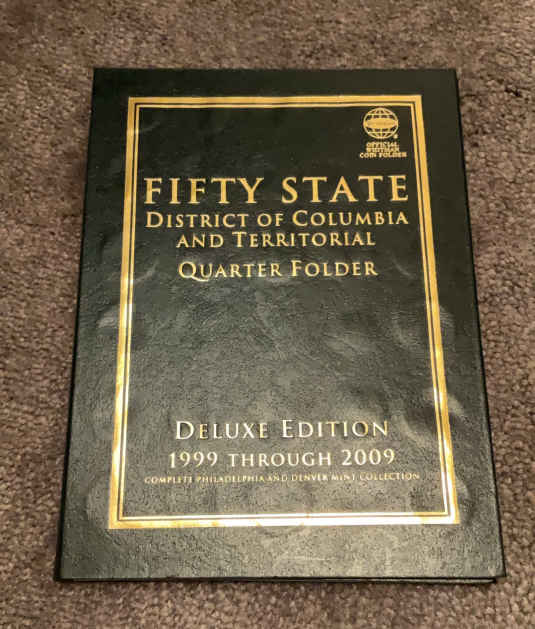 OFFICIAL
WHITMAN
COIN FOLDER
FIFTY STATE
DISTRICT OF COLUMBIA
AND TERRITORIAL
QUARTER FOLDER
DELUXE EDITION
1999 THROUGH 2009
COMPLETE PHILADELPHIA AND DENVER MINT COLLECTION